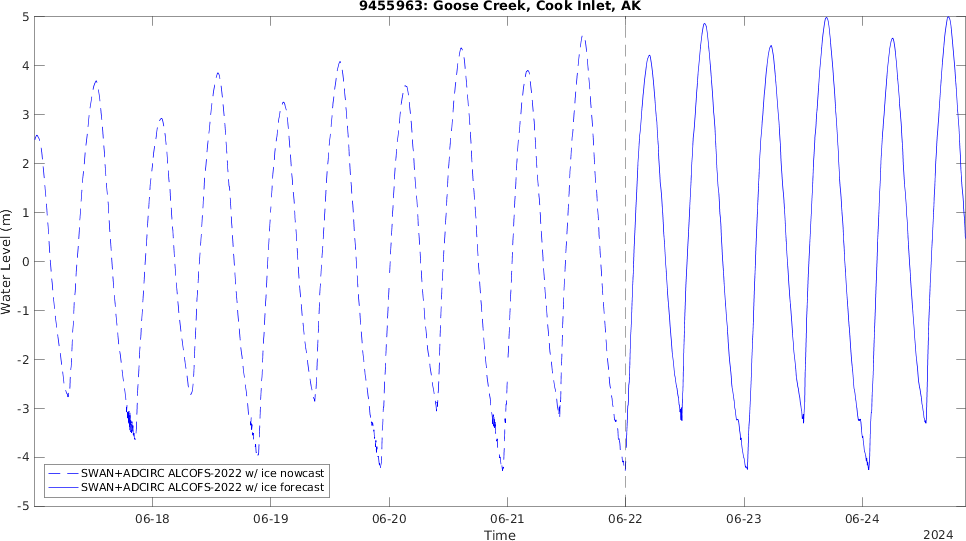 9455963: Goose Creek, Cook Inlet, AK
5
4
3
2
1
0
-1
-2
-3
-4
-5
Water Level (m)
SWAN+ADCIRC ALCOFS-2022 w/ ice nowcast
SWAN+ADCIRC ALCOFS-2022 w/ ice forecast
06-18 06-19 06-20 06-21 06-22 06-23 06-24
Time
2024